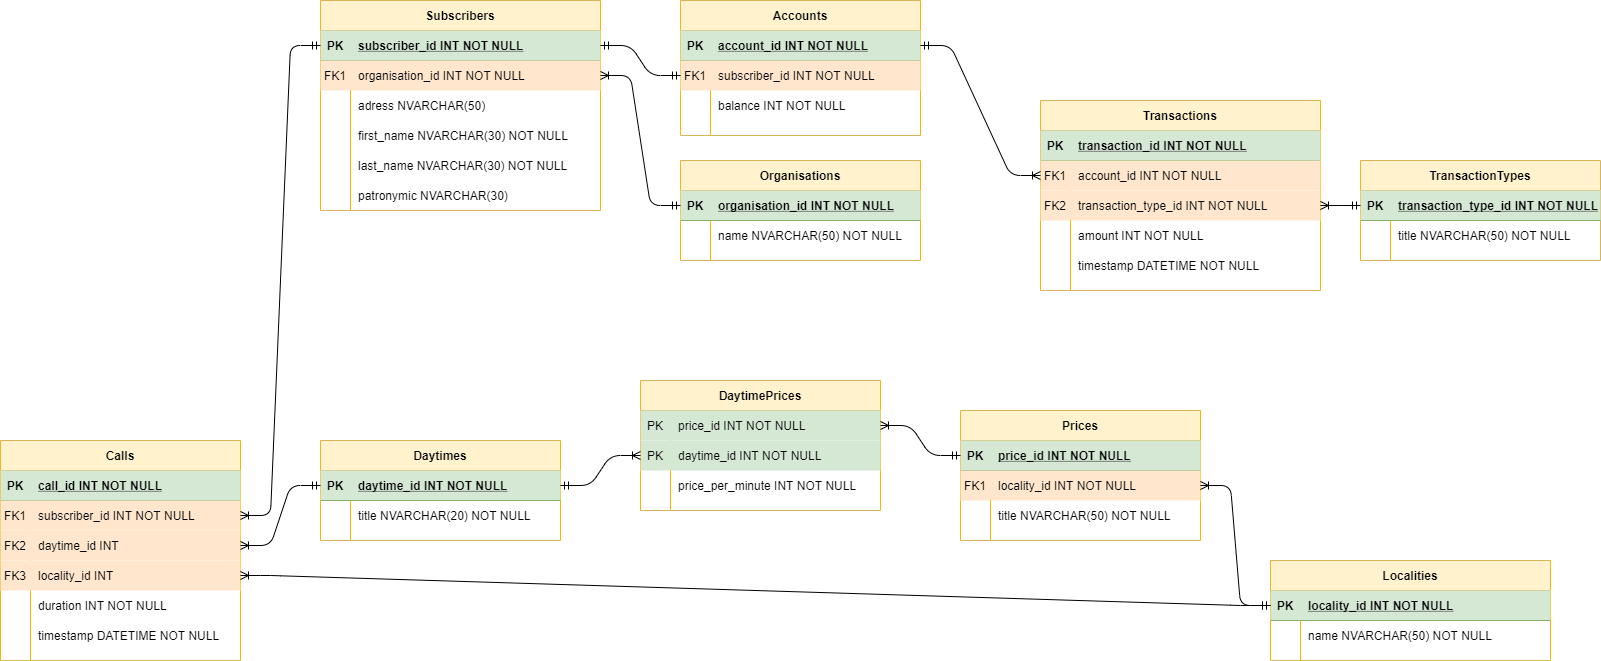 Subscribers
PK subscriber_id INT NOT NULL
FK1 organisation_id INT NOT NULL
adress NVARCHAR(50)
first_name NVARCHAR(30) NOT NULL
last_name NVARCHAR(30) NOT NULL
patronymic NVARCHAR(30)
Accounts
PK account_id INT NOT NULL
FK1 subscriber_id INT NOT NULL
balance INT NOT NULL
Organisations
PK organisation_id INT NOT NULL
name NVARCHAR(50) NOT NULL
Transactions
PK transaction_id INT NOT NULL
FK1 account_id INT NOT NULL
FK2 transaction_type_id INT NOT NULL
amount INT NOT NULL
timestamp DATETIME NOT NULL
TransactionTypes
PK transaction_type_id INT NOT NULL
title NVARCHAR(50) NOT NULL
Calls
PK call_id INT NOT NULL
FK1 subscriber_id INT NOT NULL
FK2 daytime_id INT
FK3 locality_id INT
duration INT NOT NULL
timestamp DATETIME NOT NULL
Daytimes
PK daytime_id INT NOT NULL
title NVARCHAR(20) NOT NULL
DaytimePrices
PK price_id INT NOT NULL
PK daytime_id INT NOT NULL
price_per_minute INT NOT NULL
Prices
PK price_id INT NOT NULL
FK1 locality_id INT NOT NULL
title NVARCHAR(50) NOT NULL
Localities
PK locality_id INT NOT NULL
name NVARCHAR(50) NOT NULL